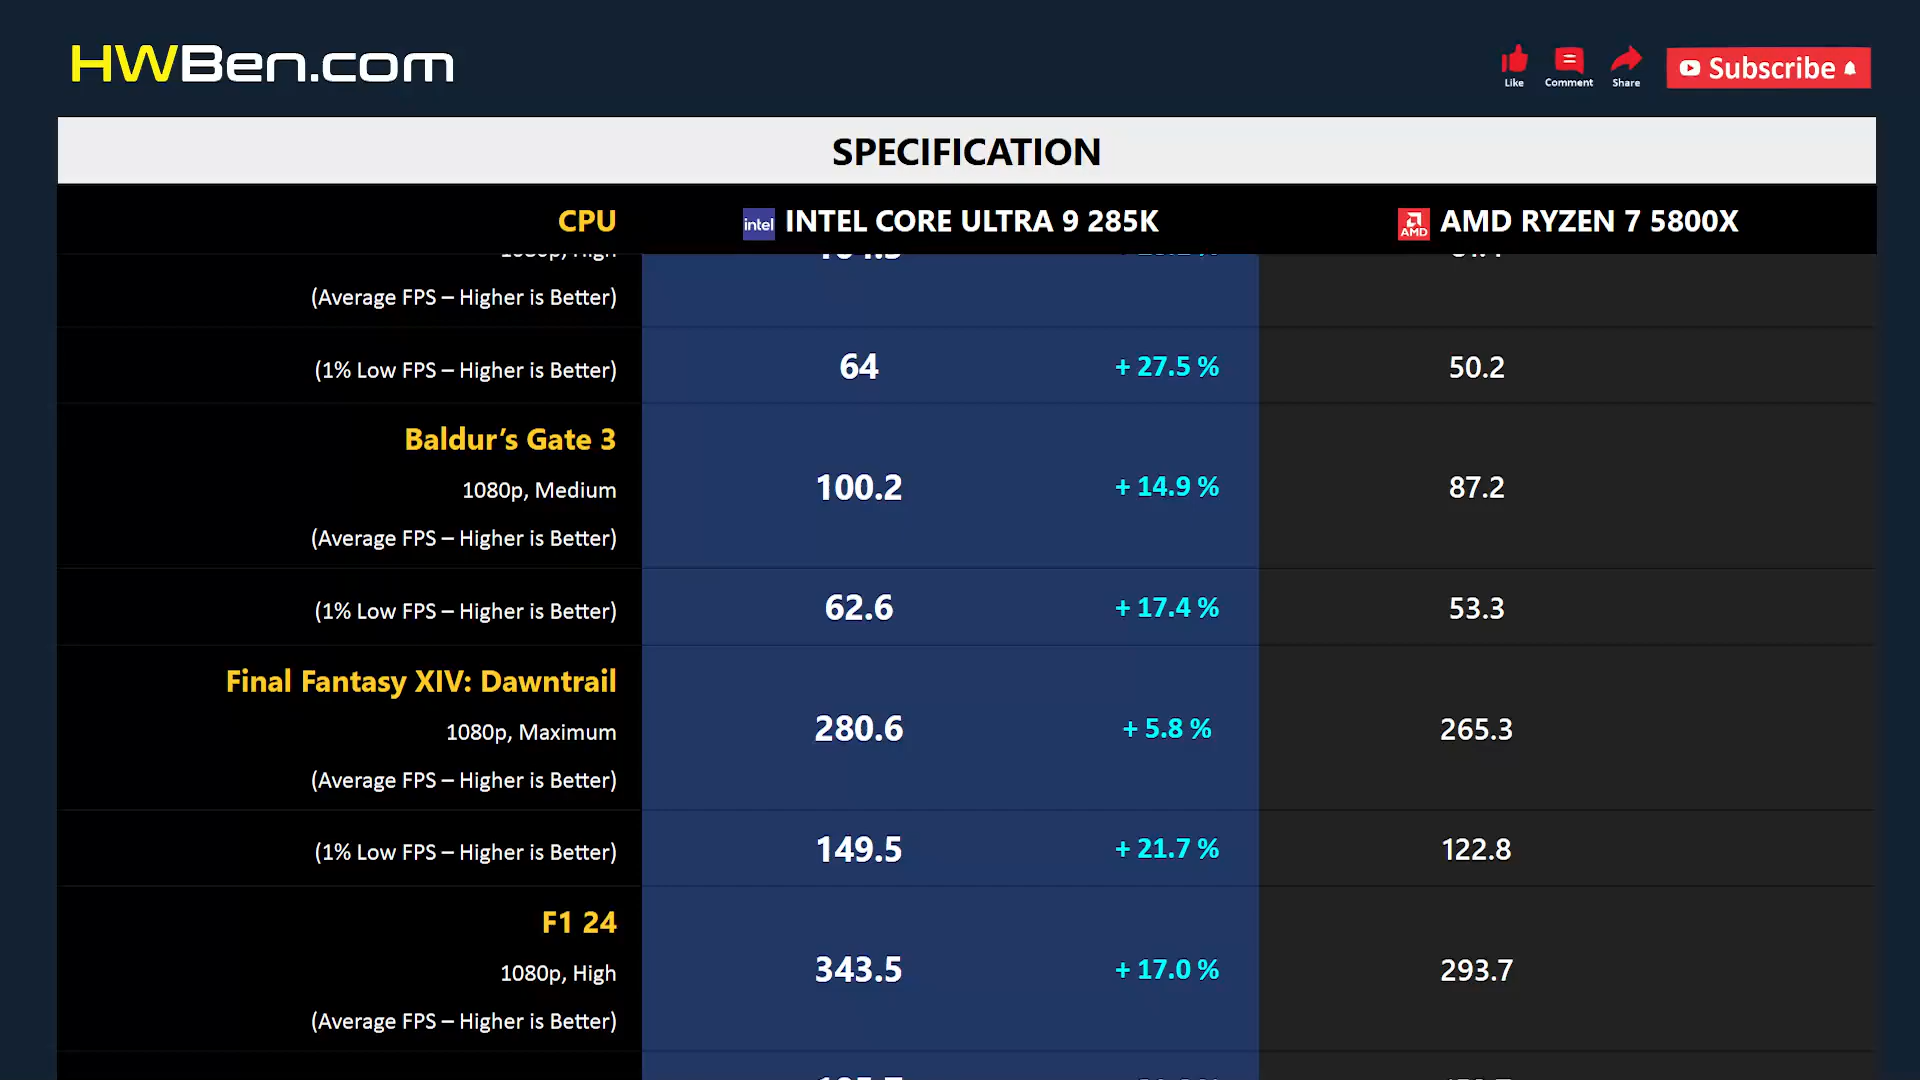 HWBen.com
Like
Comment
Share
Subscribe
SPECIFICATION
CPU
intel INTEL CORE ULTRA 9 285K
AMD AMD RYZEN 7 5800X
1080p, High
(Average FPS – Higher is Better)
(1% Low FPS – Higher is Better) 64 + 27.5 % 50.2
Baldur’s Gate 3
1080p, Medium 100.2 + 14.9 % 87.2
(Average FPS – Higher is Better)
(1% Low FPS – Higher is Better) 62.6 + 17.4 % 53.3
Final Fantasy XIV: Dawntrail
1080p, Maximum 280.6 + 5.8 % 265.3
(Average FPS – Higher is Better)
(1% Low FPS – Higher is Better) 149.5 + 21.7 % 122.8
F1 24
1080p, High 343.5 + 17.0 % 293.7
(Average FPS – Higher is Better)